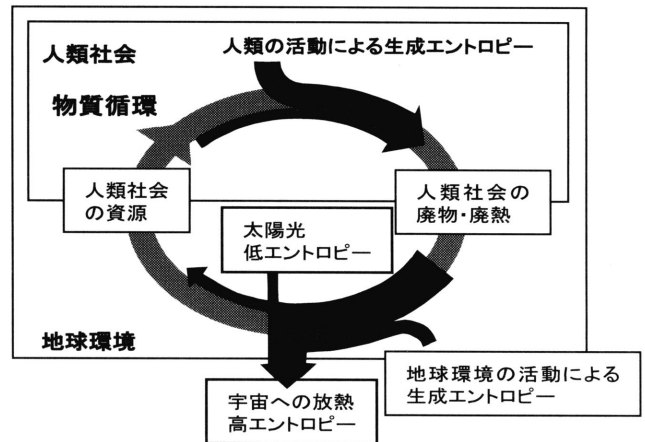 人類社会
人類の活動による生成エントロピー
物質循環
人類社会
の資源
人類社会の
廃物・廃熱
太陽光
低エントロピー
地球環境
地球環境の活動による
生成エントロピー
宇宙への放熱
高エントロピー